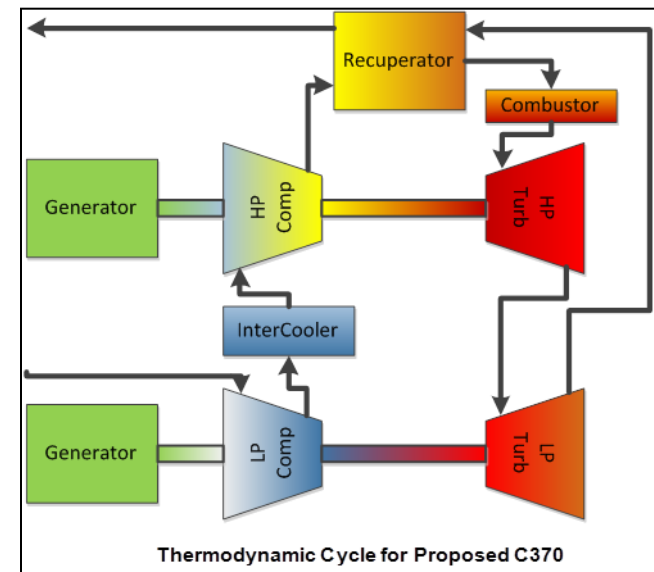 Recuperator
Combustor
Generator
HP
Comp
HP
Turb
InterCooler
Generator
LP
Comp
LP
Turb
Thermodynamic Cycle for Proposed C370